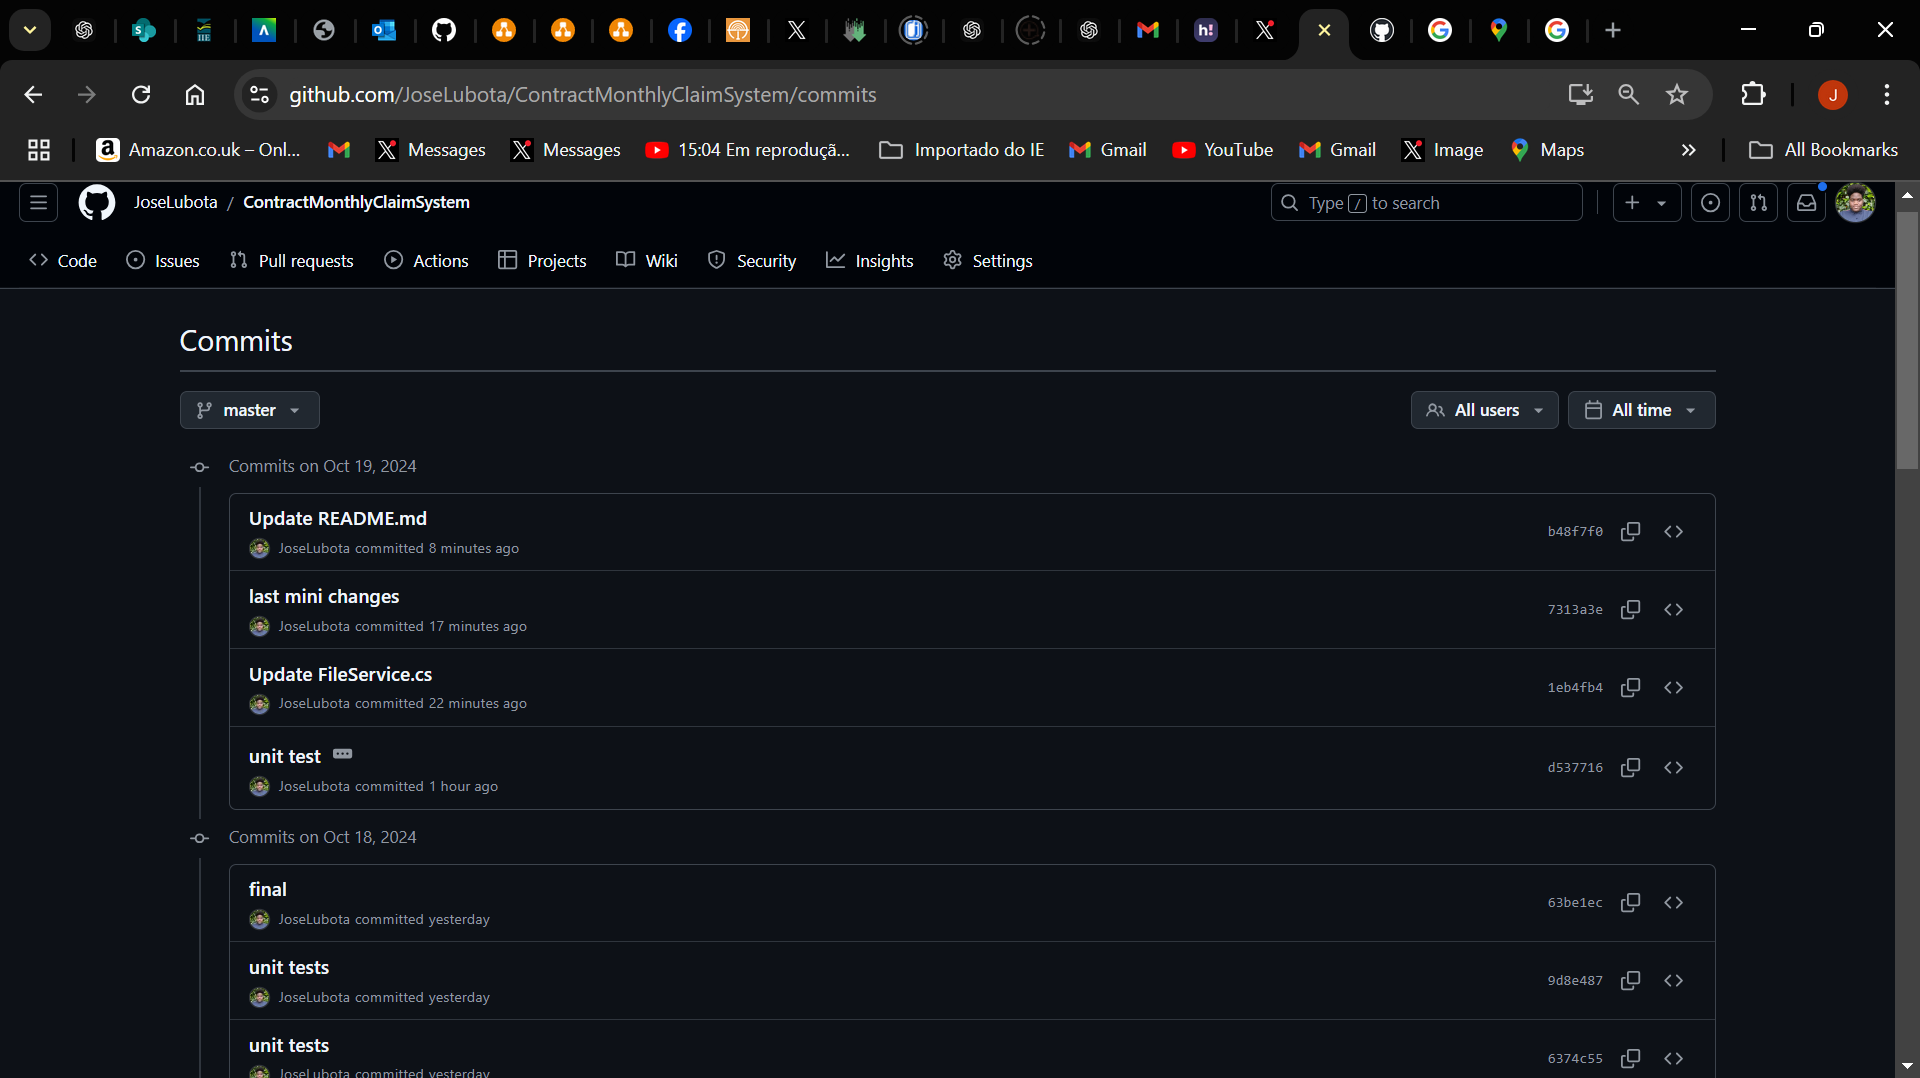 h!
github.com/JoseLubota/ContractMonthlyClaimSystem/commits
J
Amazon.co.uk – Onl...
Messages
Messages
15:04 Em reproduçã...
Importado do IE
Gmail
YouTube
Gmail
Image
Maps
All Bookmarks
JoseLubota / ContractMonthlyClaimSystem
Type / to search
Code
Issues
Pull requests
Actions
Projects
Wiki
Security
Insights
Settings
Commits
master
All users
All time
Commits on Oct 19, 2024
Update README.md
b48f7f0
JoseLubota committed 8 minutes ago
last mini changes
7313a3e
JoseLubota committed 17 minutes ago
Update FileService.cs
1eb4fb4
JoseLubota committed 22 minutes ago
unit test
d537716
JoseLubota committed 1 hour ago
Commits on Oct 18, 2024
final
63be1ec
JoseLubota committed yesterday
unit tests
9d8e487
JoseLubota committed yesterday
unit tests
6374c55
JoseLubota committed yesterday